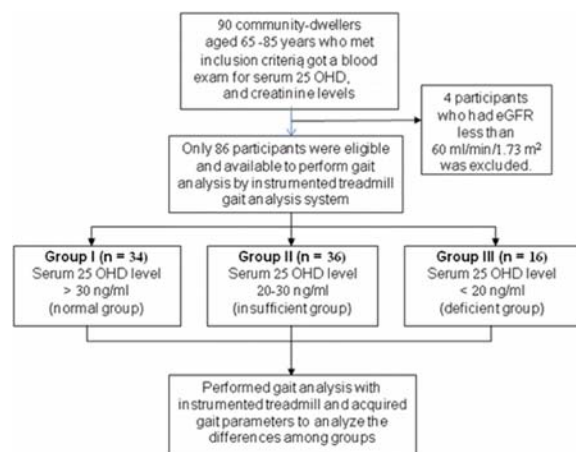 90 community-dwellers
aged 65 -85 years who met
inclusion criteria, got a blood
exam for serum 25 OHD,
and creatinine levels
4 participants
who had eGFR
less than
60 ml/min/1.73 m²
was excluded.
Only 86 participants were eligible
and available to perform gait
analysis by instrumented treadmill
gait analysis system
Group I (n = 34)
Serum 25 OHD level
> 30 ng/ml
(normal group)
Group II (n = 36)
Serum 25 OHD level
20-30 ng/ml
(insufficient group)
Group III (n = 16)
Serum 25 OHD level
< 20 ng/ml
(deficient group)
Performed gait analysis with
instrumented treadmill and acquired
gait parameters to analyze the
differences among groups